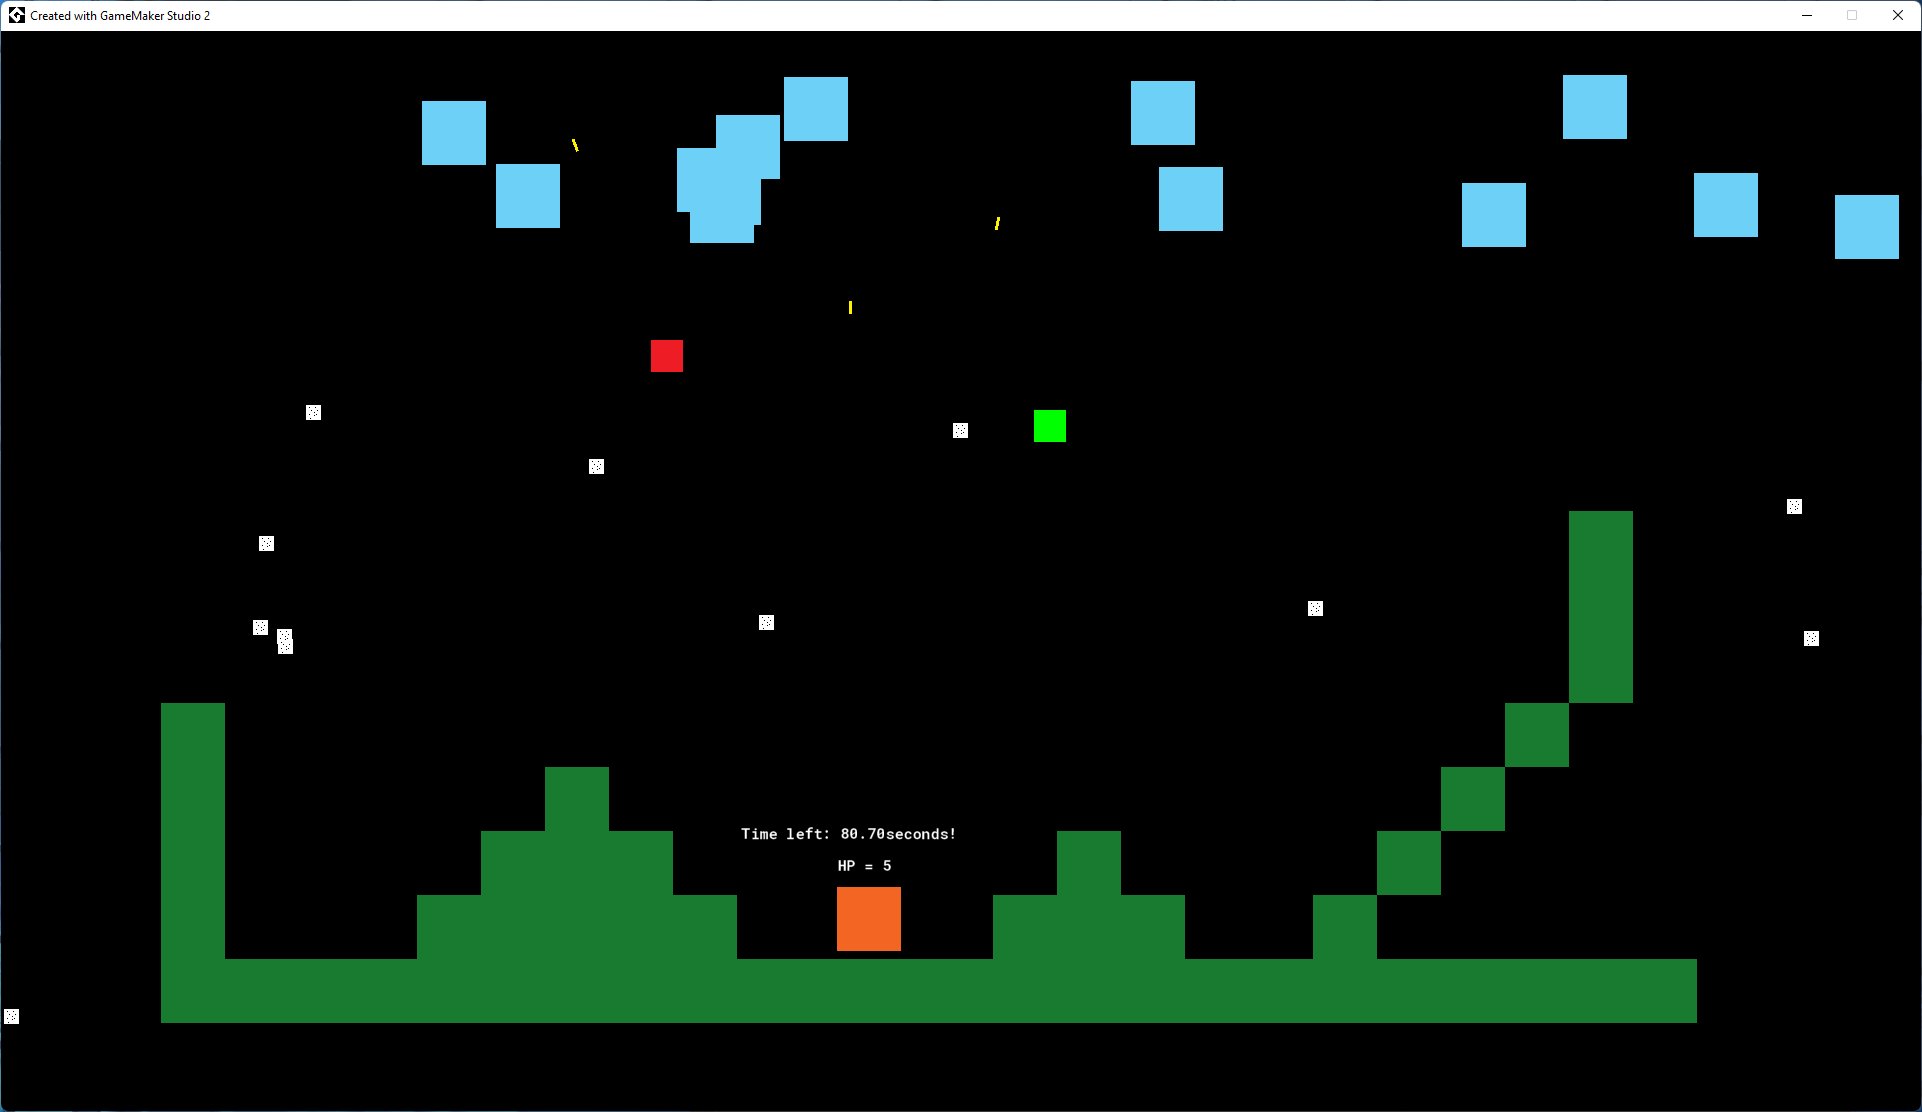 Created with GameMaker Studio 2
Time left: 80.70seconds!
HP = 5